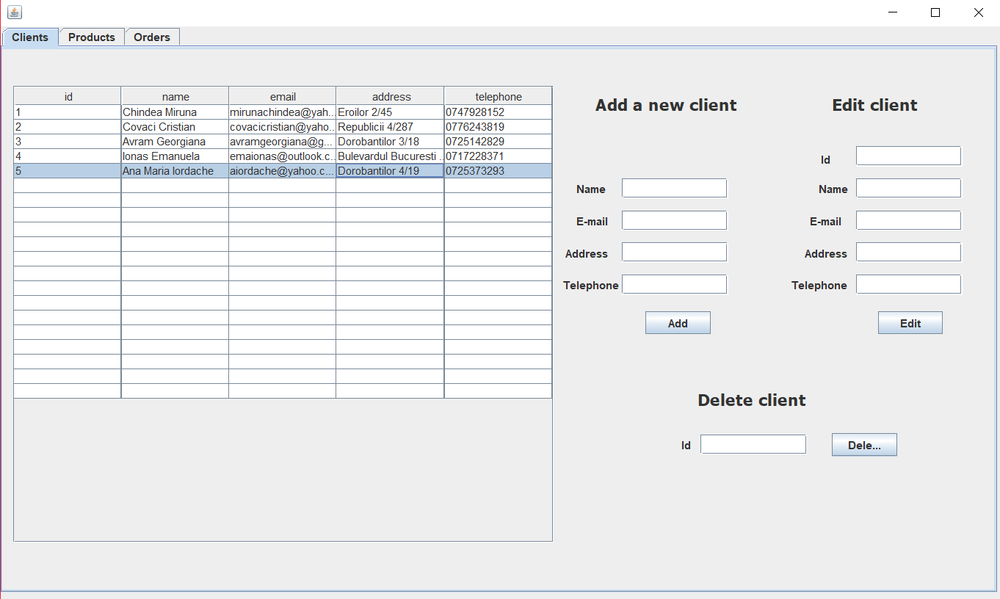 Clients Products Orders
id name email address telephone
1 Chindea Miruna mirunachindea@yah... Eroilor 2/45 0747928152
2 Covaci Cristian covacicristian@yaho... Republicii 4/287 0776243819
3 Avram Georgiana avramgeorgiana@g... Dorobantilor 3/18 0725142829
4 Ionas Emanuela emaionas@outlook.c... Bulevardul Bucuresti ... 0717228371
5 Ana Maria Iordache aiordache@yahoo.c... Dorobantilor 4/19 0725373293
Add a new client
Name
E-mail
Address
Telephone
Add
Edit client
Id
Name
E-mail
Address
Telephone
Edit
Delete client
Id
Dele...